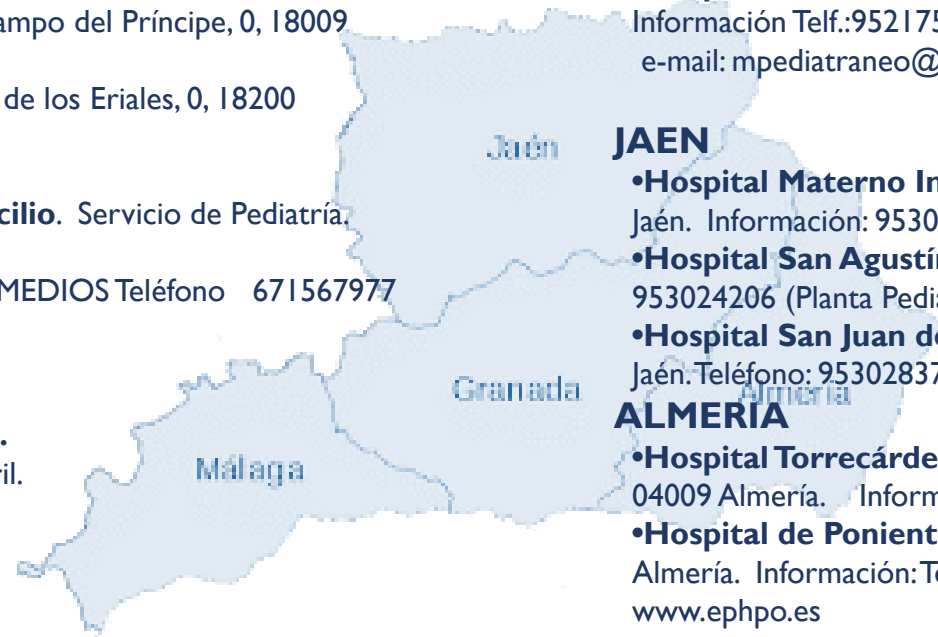 ampo del Príncipe, 0, 18009
de los Eriales, 0, 18200
cilio. Servicio de Pediatría.
MEDIOS Teléfono 671567977
.
il.
Información Telf.:952175
e-mail: mpediatraneo@
JAEN
•Hospital Materno In
Jaén. Información: 9530
•Hospital San Agustín
953024206 (Planta Pedia
•Hospital San Juan de
Jaén. Teléfono: 95302837
ALMERIA
•Hospital Torrecárde
04009 Almería. Inform
•Hospital de Ponient
Almería. Información: Te
www.ephpo.es
Jaén
Granada
Almería
Málaga